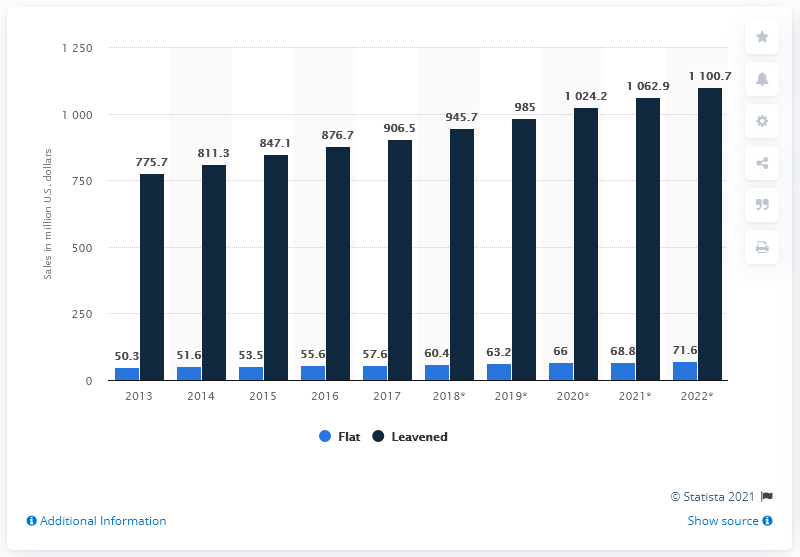 1 250
1 000
750
500
250
0
Sales in million U.S. dollars
50.3 775.7
51.6 811.3
53.5 847.1
55.6 876.7
57.6 906.5
60.4 945.7
63.2 985
66 1 024.2
68.8 1 062.9
71.6 1 100.7
2013 2014 2015 2016 2017 2018* 2019* 2020* 2021* 2022*
Flat Leavened
© Statista 2021
Additional Information Show source